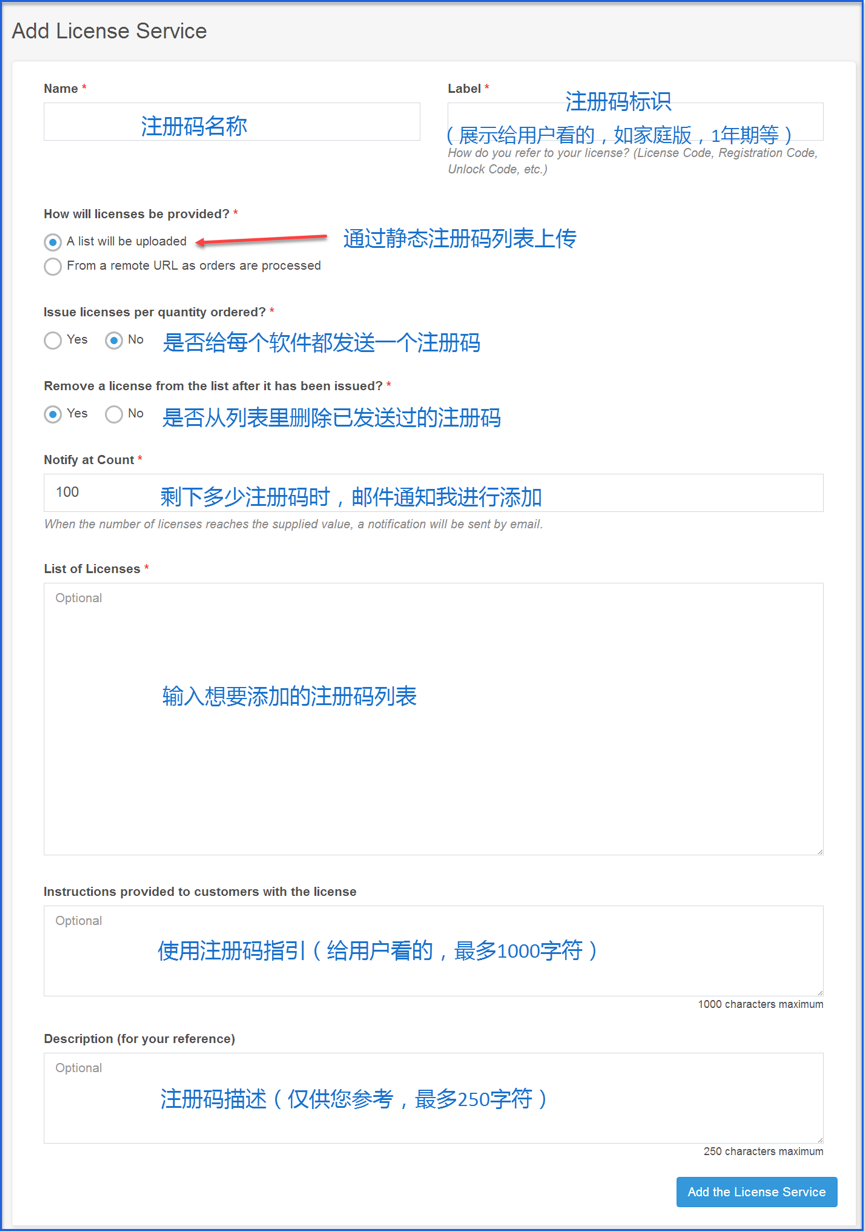 Add License Service
Name *
Label *
注册码名称
注册码标识
（展示给用户看的，如家庭版，1年期等）
How do you refer to your license? (License Code, Registration Code,
Unlock Code, etc.)
How will licenses be provided? *
A list will be uploaded
通过静态注册码列表上传
From a remote URL as orders are processed
Issue licenses per quantity ordered? *
Yes No 是否给每个软件都发送一个注册码
Remove a license from the list after it has been issued? *
Yes No 是否从列表里删除已发送过的注册码
Notify at Count *
100 剩下多少注册码时，邮件通知我进行添加
When the number of licenses reaches the supplied value, a notification will be sent by email.
List of Licenses *
Optional
输入想要添加的注册码列表
Instructions provided to customers with the license
Optional
使用注册码指引（给用户看的，最多1000字符）
1000 characters maximum
Description (for your reference)
Optional
注册码描述（仅供您参考，最多250字符）
250 characters maximum
Add the License Service